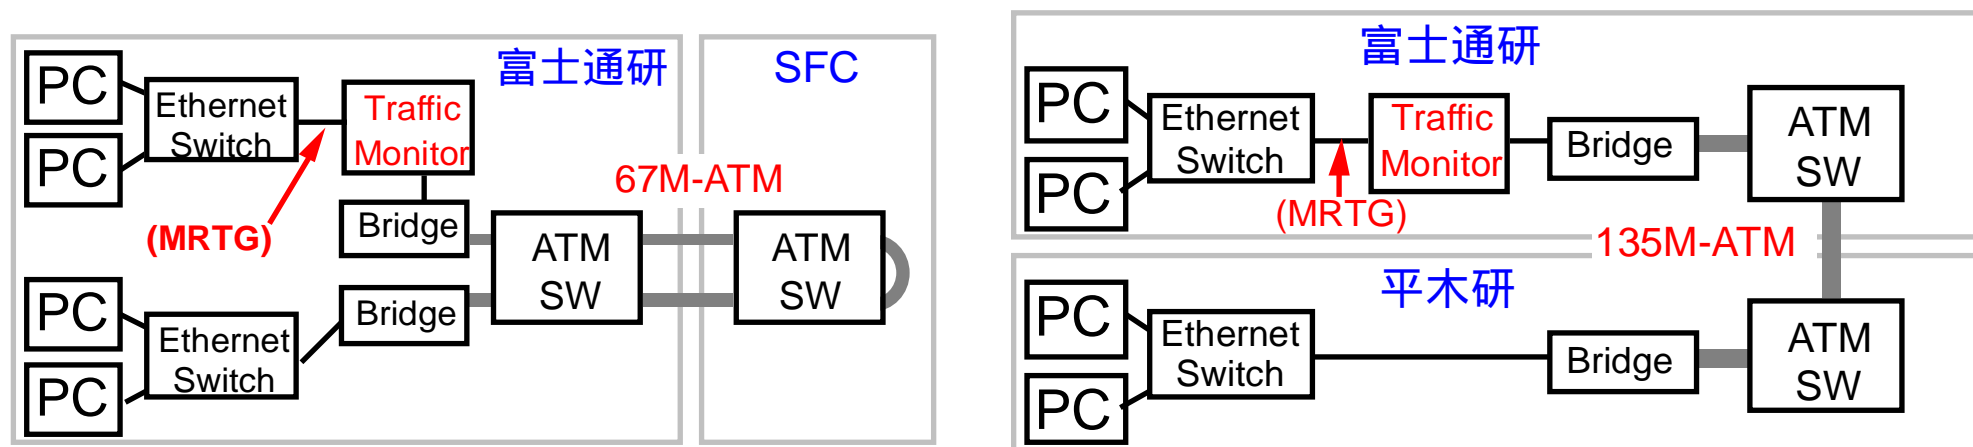 富士通研
SFC
PC
PC
Ethernet
Switch
Traffic
Monitor
(MRTG)
67M-ATM
Bridge
ATM
SW
ATM
SW
PC
PC
Ethernet
Switch
Bridge
富士通研
PC
PC
Ethernet
Switch
Traffic
Monitor
(MRTG)
Bridge
ATM
SW
135M-ATM
平木研
PC
PC
Ethernet
Switch
Bridge
ATM
SW